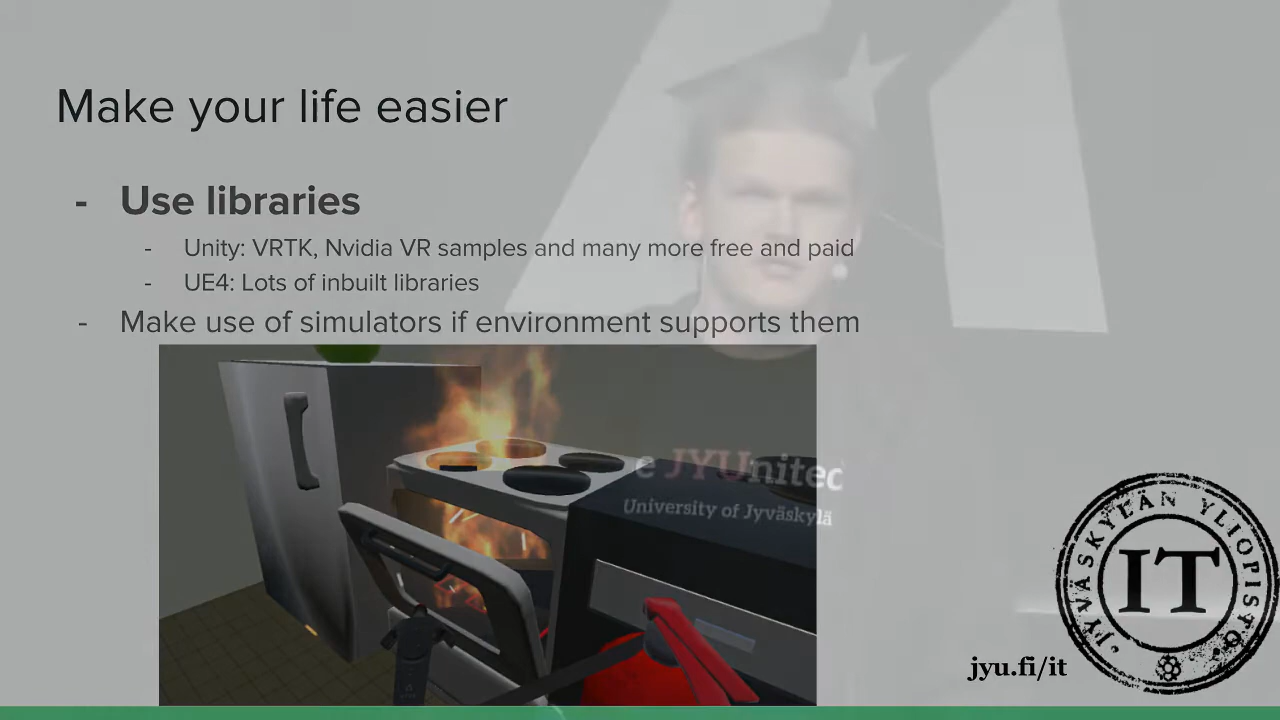 Make your life easier
- Use libraries
- Unity: VRTK, Nvidia VR samples and many more free and paid
- UE4: Lots of inbuilt libraries
- Make use of simulators if environment supports them
e JYUnited
University of Jyväskylä
JYVÄSKYLÄN YLIOPISTO
IT
jyu.fi/it